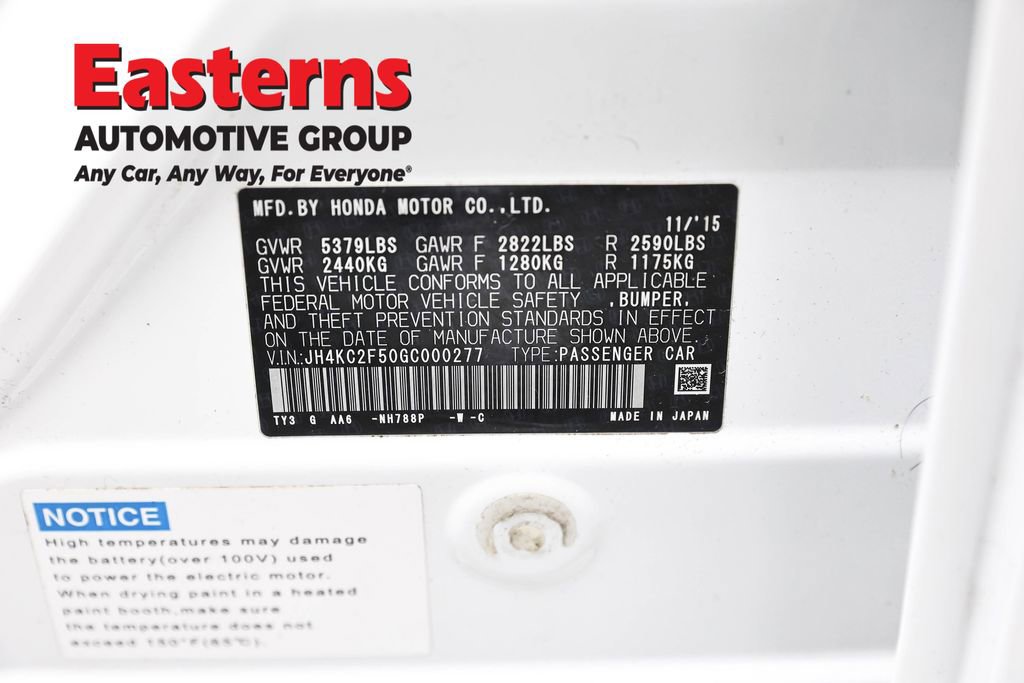 Easterns
AUTOMOTIVE GROUP
Any Car, Any Way, For Everyone®
MFD.BY HONDA MOTOR CO.,LTD.
11/'15
GVWR 5379LBS GAWR F 2822LBS R 2590LBS
GVWR 2440KG GAWR F 1280KG R 1175KG
THIS VEHICLE CONFORMS TO ALL APPLICABLE
FEDERAL MOTOR VEHICLE SAFETY ,BUMPER,
AND THEFT PREVENTION STANDARDS IN EFFECT
ON THE DATE OF MANUFACTURE SHOWN ABOVE.
V.I.N.:JH4KC2F50GC000277 TYPE:PASSENGER CAR
TY3 G AA6 -NH788P -W-C MADE IN JAPAN
NOTICE
High temperatures may damage
the battery(over 100V) used
to power the electric motor.
When drying paint in a heated
paint booth,make sure
the temperature does not
exceed 150°F(65℃).